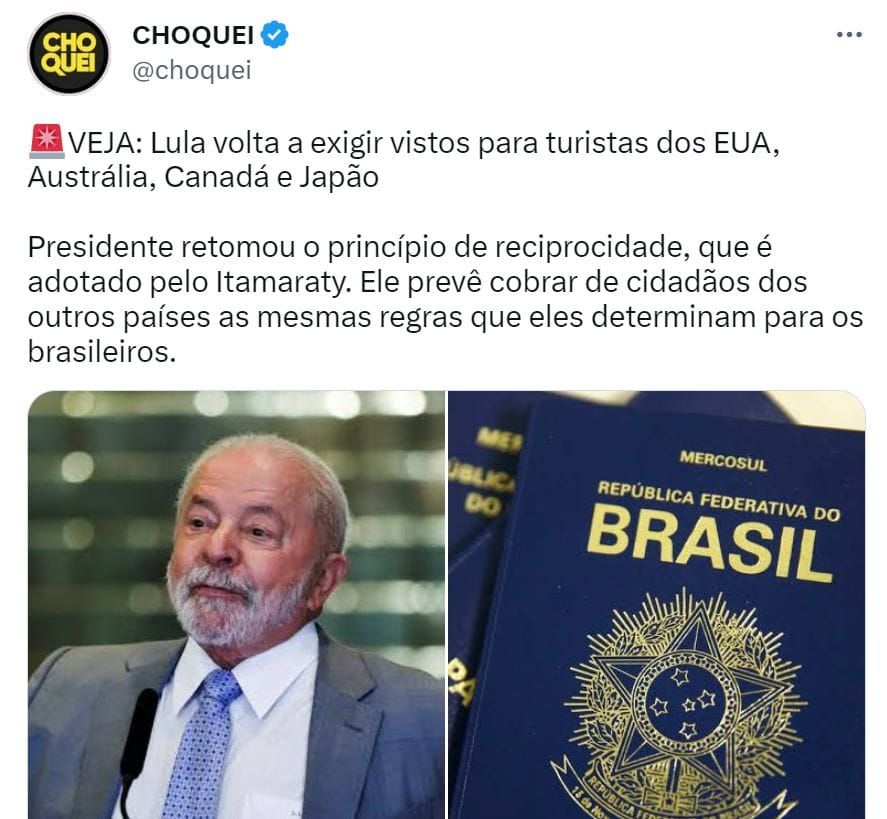 CHO
QUEI
CHOQUEI
@choquei
VEJA: Lula volta a exigir vistos para turistas dos EUA,
Austrália, Canadá e Japão
Presidente retomou o princípio de reciprocidade, que é
adotado pelo Itamaraty. Ele prevê cobrar de cidadãos dos
outros países as mesmas regras que eles determinam para os
brasileiros.
MERCOSUL
REPÚBLICA FEDERATIVA DO
BRASIL
REPÚBLICA FEDERA